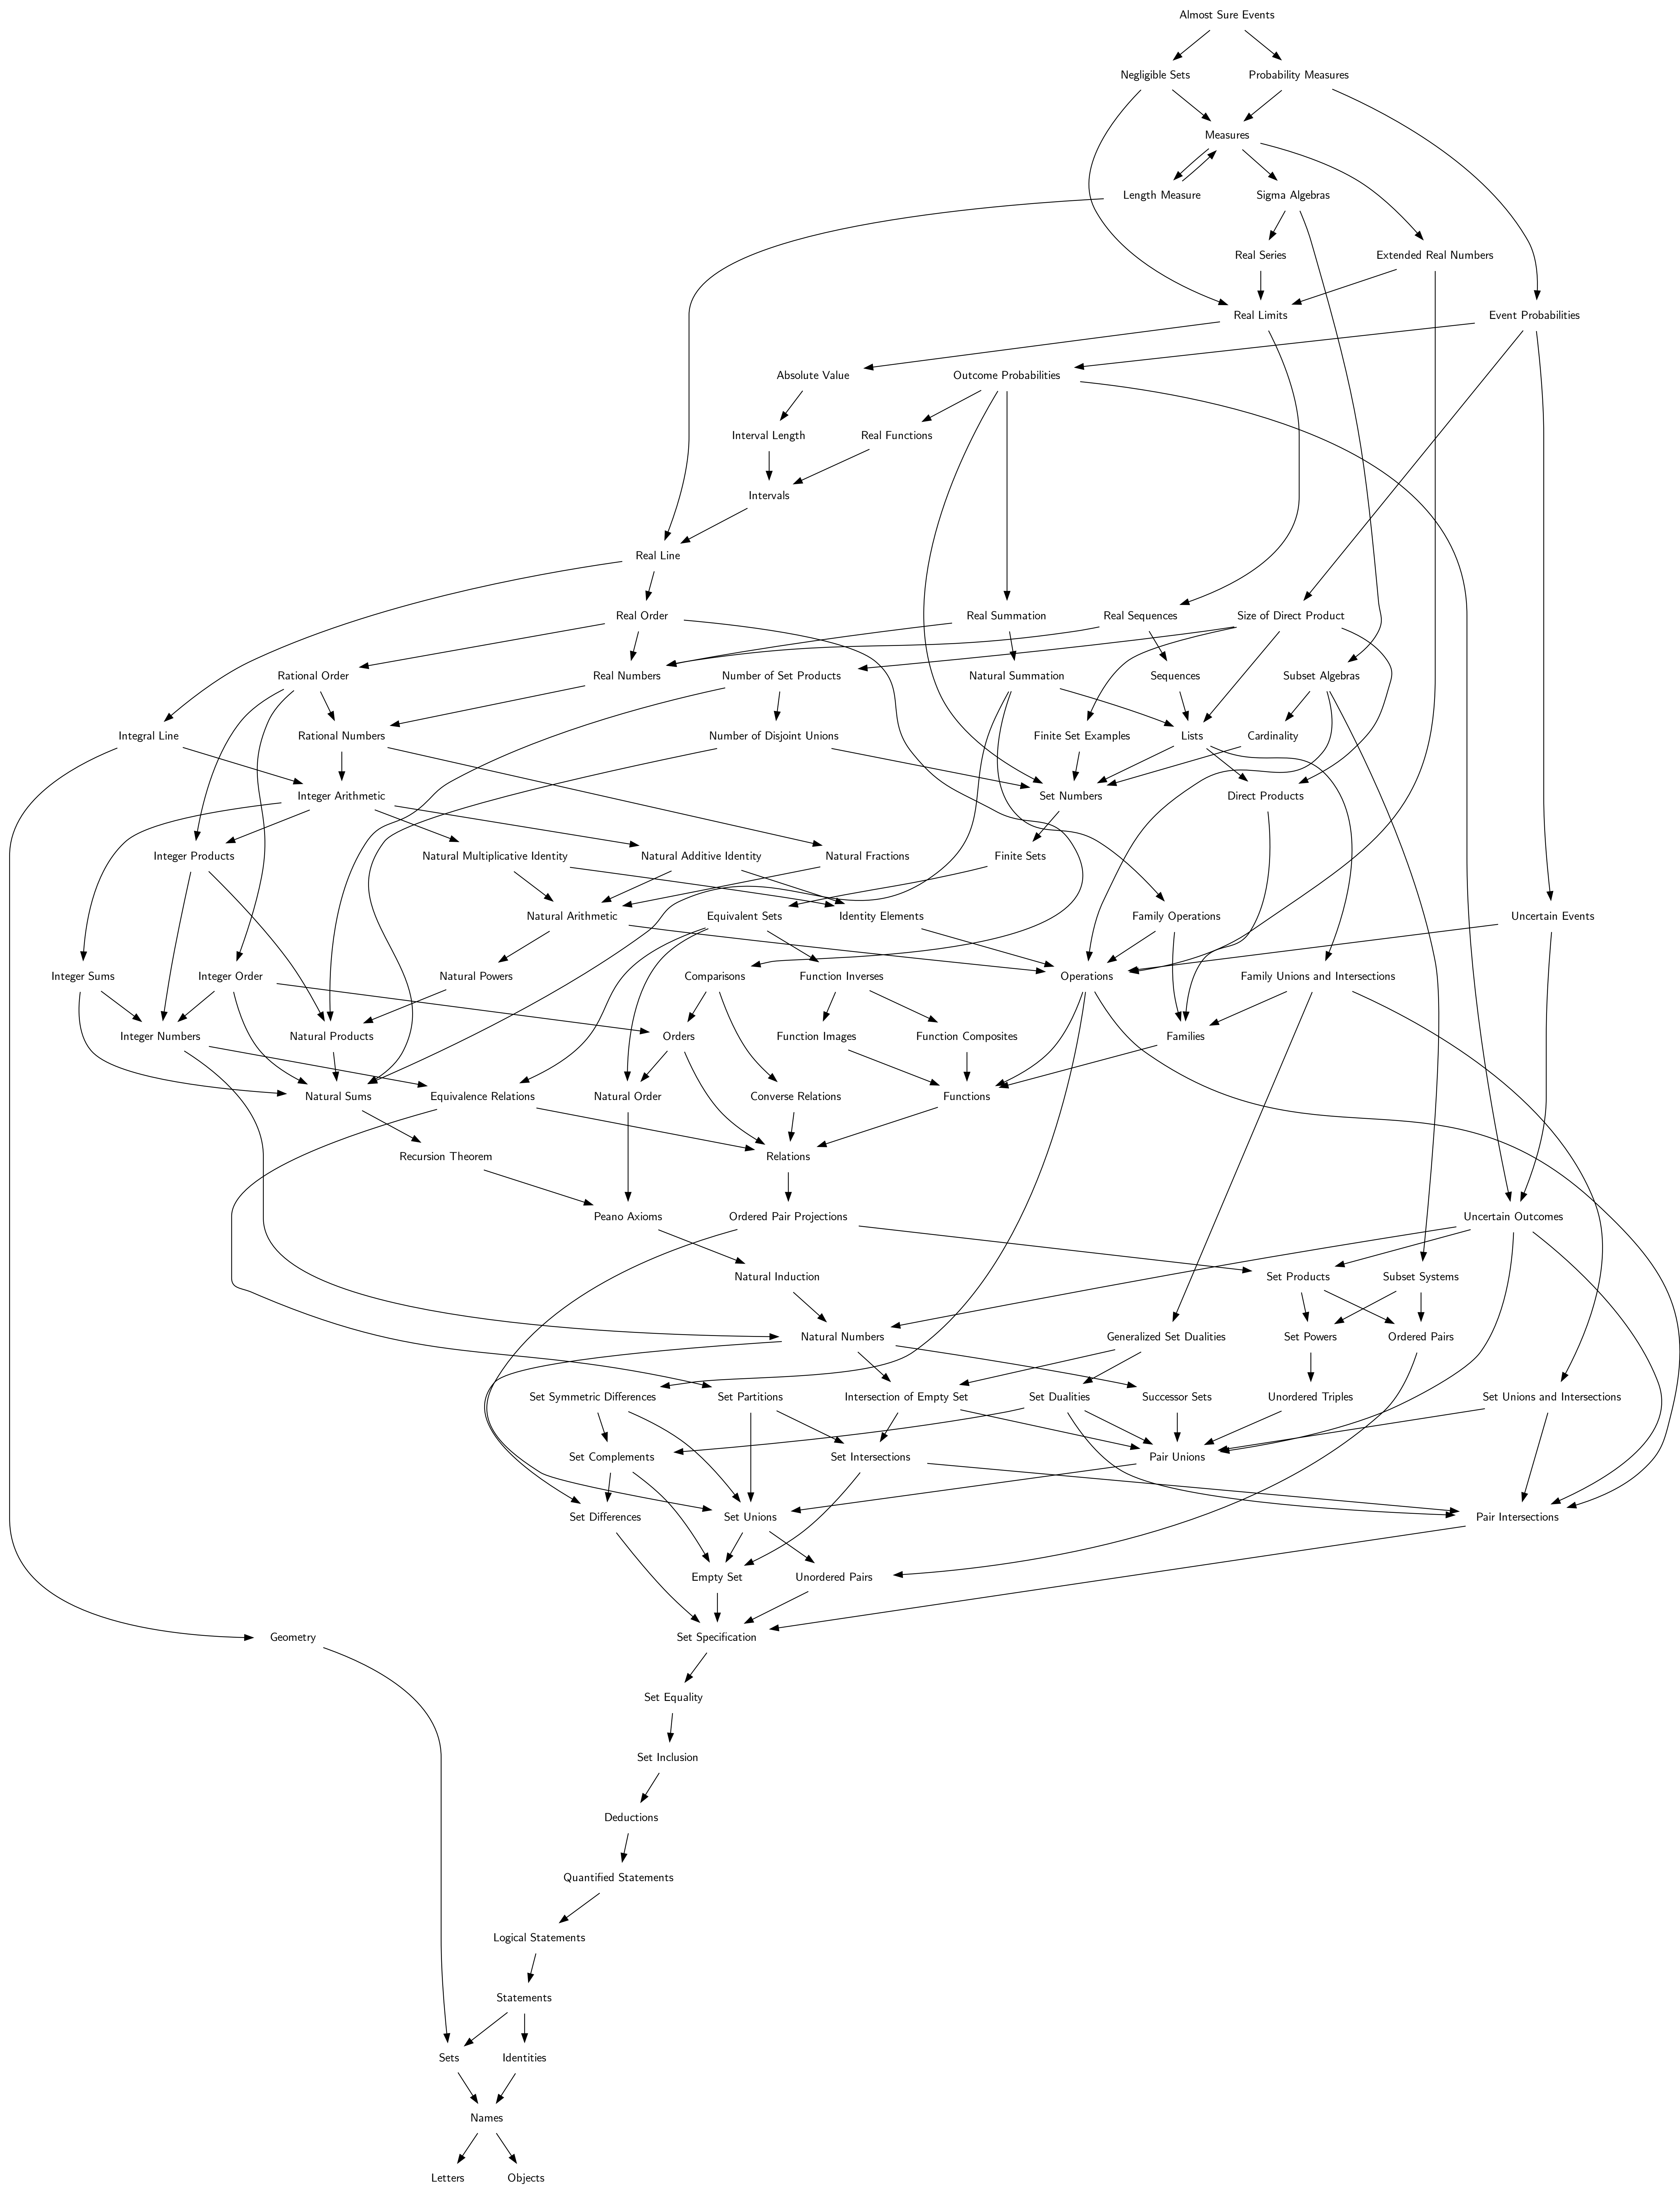 Almost Sure Events
Negligible Sets
Probability Measures
Measures
Length Measure
Sigma Algebras
Real Series
Extended Real Numbers
Real Limits
Event Probabilities
Absolute Value
Outcome Probabilities
Interval Length
Real Functions
Intervals
Real Line
Real Order
Real Summation
Real Sequences
Size of Direct Product
Rational Order
Real Numbers
Number of Set Products
Natural Summation
Sequences
Subset Algebras
Integral Line
Rational Numbers
Number of Disjoint Unions
Finite Set Examples
Lists
Cardinality
Integer Arithmetic
Set Numbers
Direct Products
Integer Products
Natural Multiplicative Identity
Natural Additive Identity
Natural Fractions
Finite Sets
Natural Arithmetic
Equivalent Sets
Identity Elements
Family Operations
Uncertain Events
Integer Sums
Integer Order
Natural Powers
Comparisons
Function Inverses
Operations
Family Unions and Intersections
Integer Numbers
Natural Products
Orders
Function Images
Function Composites
Families
Natural Sums
Equivalence Relations
Natural Order
Converse Relations
Functions
Recursion Theorem
Relations
Peano Axioms
Ordered Pair Projections
Uncertain Outcomes
Natural Induction
Set Products
Subset Systems
Natural Numbers
Generalized Set Dualities
Set Powers
Ordered Pairs
Set Symmetric Differences
Set Partitions
Intersection of Empty Set
Set Dualities
Successor Sets
Unordered Triples
Set Unions and Intersections
Set Complements
Set Intersections
Pair Unions
Set Differences
Set Unions
Pair Intersections
Empty Set
Unordered Pairs
Geometry
Set Specification
Set Equality
Set Inclusion
Deductions
Quantified Statements
Logical Statements
Statements
Sets
Identities
Names
Letters
Objects